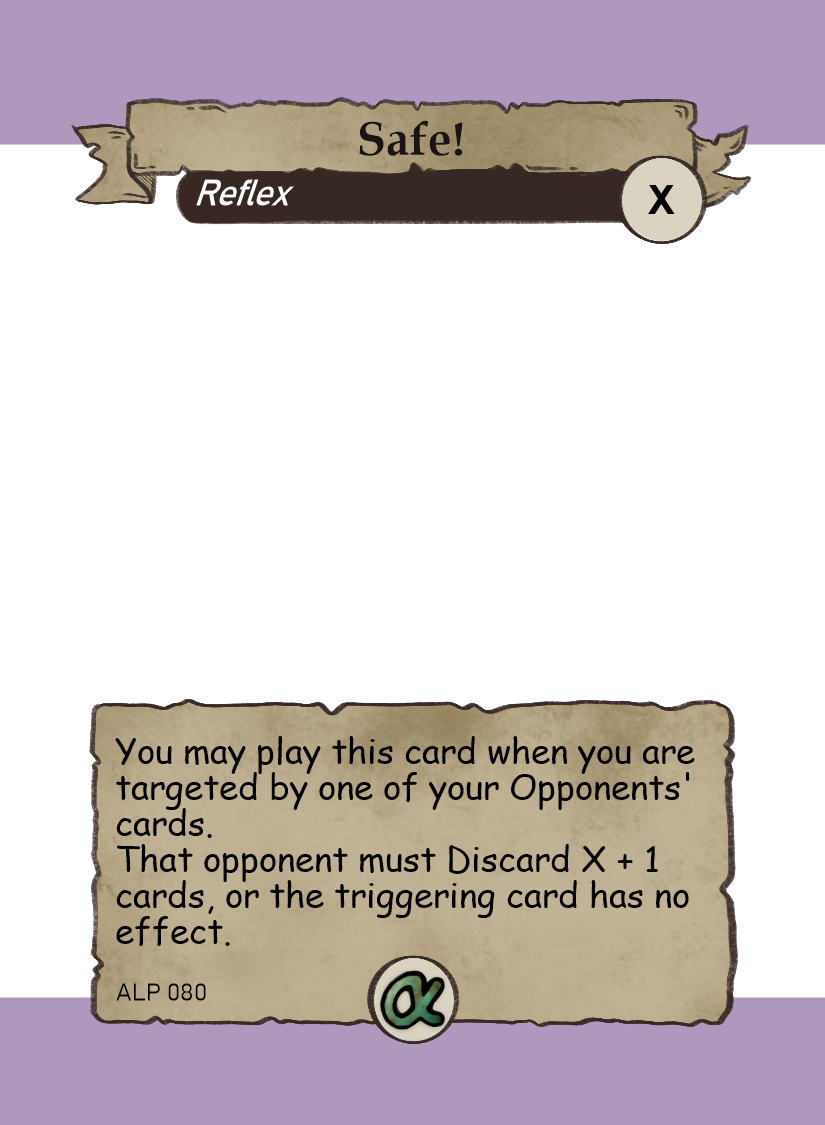 Safe!
Reflex
X
You may play this card when you are
targeted by one of your Opponents'
cards.
That opponent must Discard X + 1
cards, or the triggering card has no
effect.
ALP 080
α